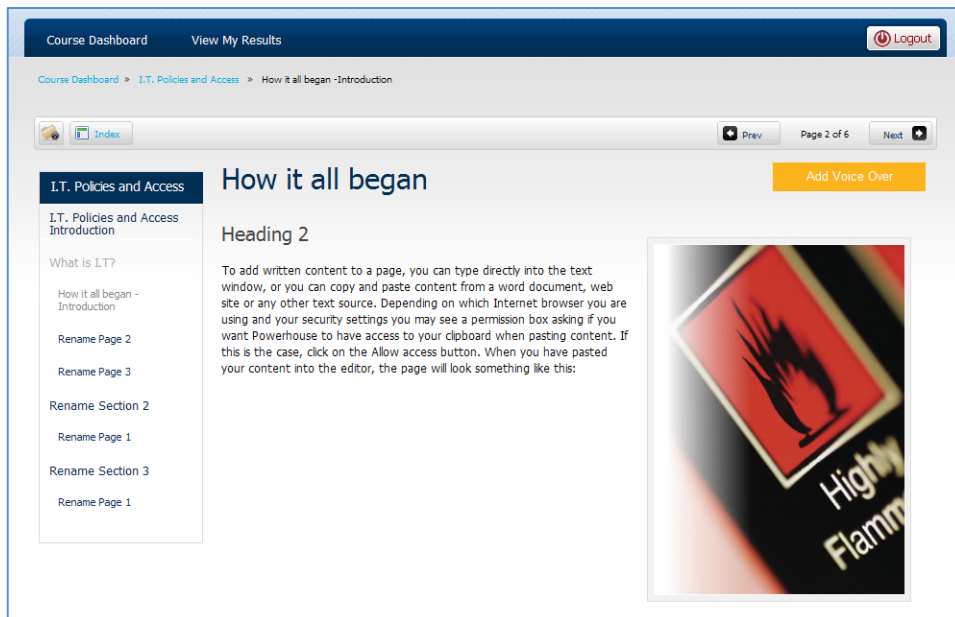 Course Dashboard View My Results Logout
Course Dashboard » I.T. Policies and Access » How it all began -Introduction
Index Prev Page 2 of 6 Next
I.T. Policies and Access
I.T. Policies and Access
Introduction
What is I.T?
How it all began -
Introduction
Rename Page 2
Rename Page 3
Rename Section 2
Rename Page 1
Rename Section 3
Rename Page 1
How it all began
Add Voice Over
Heading 2
To add written content to a page, you can type directly into the text
window, or you can copy and paste content from a word document, web
site or any other text source. Depending on which Internet browser you are
using and your security settings you may see a permission box asking if you
want Powerhouse to have access to your clipboard when pasting content. If
this is the case, click on the Allow access button. When you have pasted
your content into the editor, the page will look something like this:
Highly
Flamm